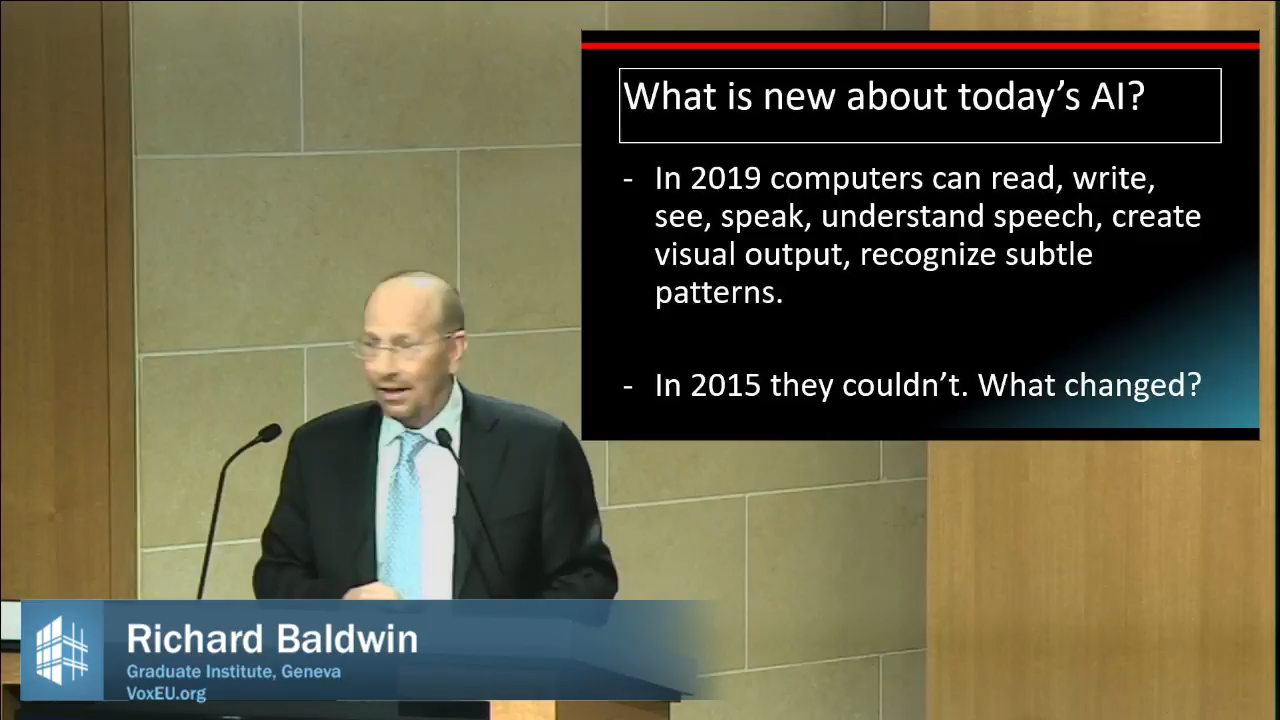 What is new about today's AI?
- In 2019 computers can read, write,
see, speak, understand speech, create
visual output, recognize subtle
patterns.
- In 2015 they couldn't. What changed?
Richard Baldwin
Graduate Institute, Geneva
VoxEU.org